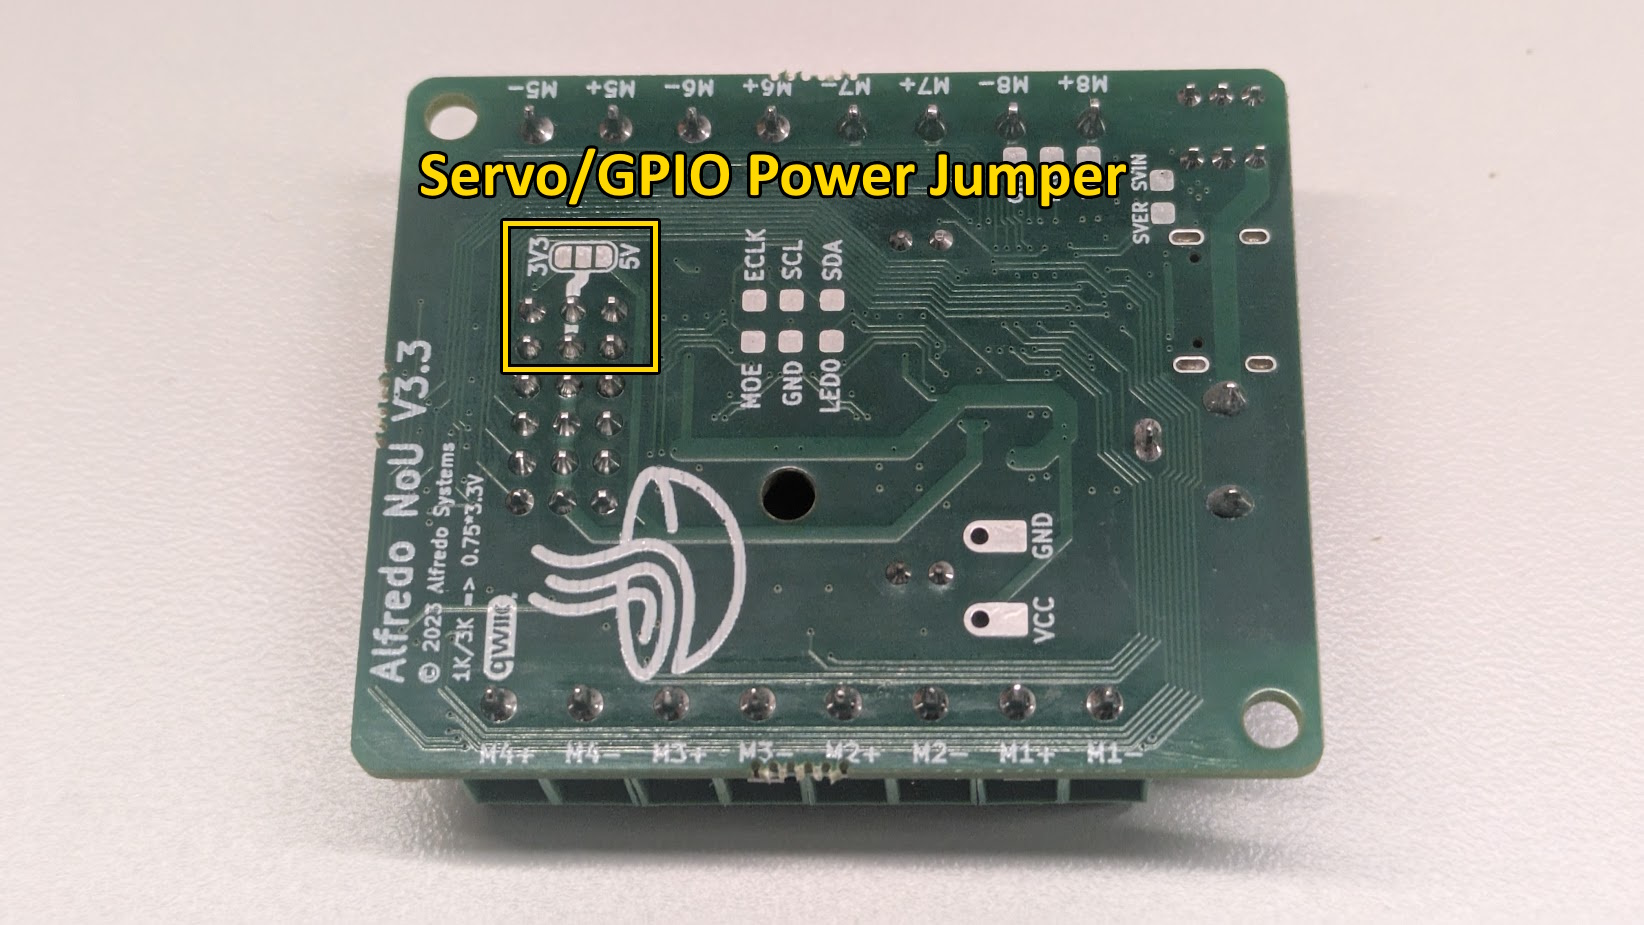 M5- M5+ M6- M6+ M7- M7+ M8- M8+
Servo/GPIO Power Jumper
SVER SVIN
3V3 5V
ECLK SCL SDA
MOE GND LED0
Alfredo NoU V3.3
© 2023 Alfredo Systems
1K/3K => 0.75*3.3V
qwiic
GND
VCC
M4+ M4- M3+ M3- M2+ M2- M1+ M1-